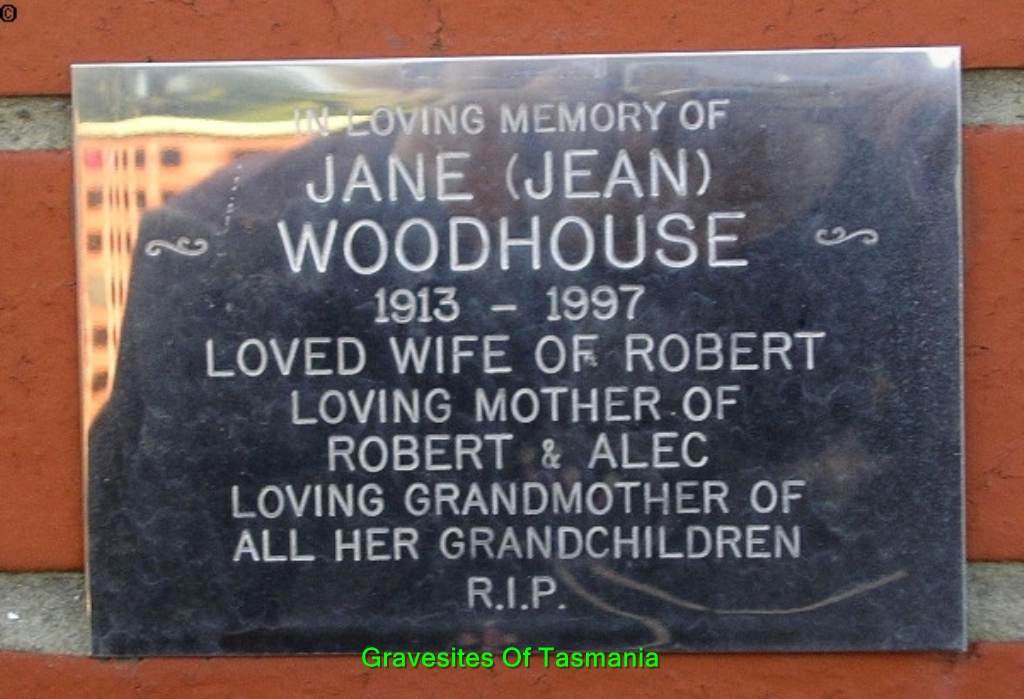 ©
IN LOVING MEMORY OF
JANE (JEAN)
WOODHOUSE
1913 - 1997
LOVED WIFE OF ROBERT
LOVING MOTHER OF
ROBERT & ALEC
LOVING GRANDMOTHER OF
ALL HER GRANDCHILDREN
R.I.P.
Gravesites Of Tasmania